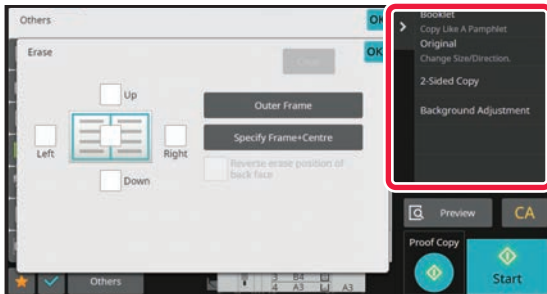 Others
OK
Erase
OK
Clear
Up
Left
Right
Down
Outer Frame
Specify Frame+Centre
Reverse erase position of
back face
Booklet
Copy Like A Pamphlet
Original
Change Size/Direction.
2-Sided Copy
Background Adjustment
Preview
CA
Proof Copy
Start
Others
3 B4
4 A3
A3